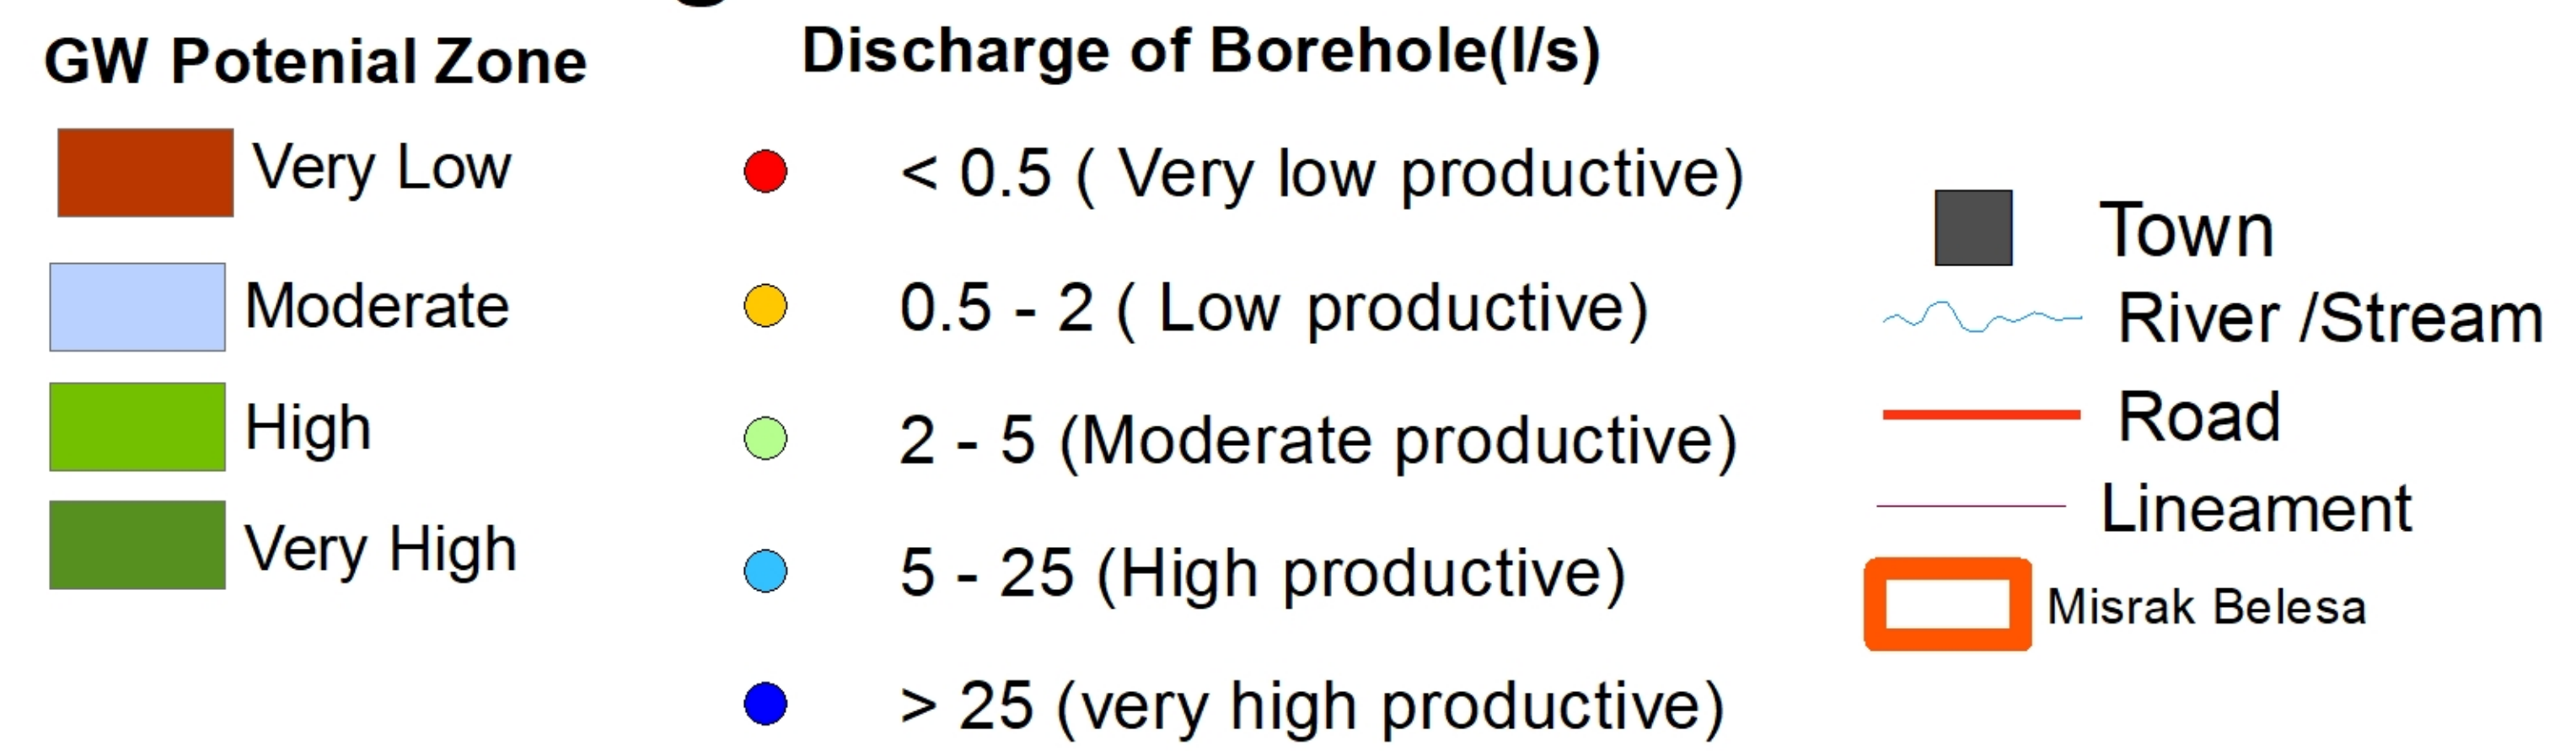 GW Potenial Zone
Very Low
Moderate
High
Very High
Discharge of Borehole(l/s)
< 0.5 ( Very low productive)
0.5 - 2 ( Low productive)
2 - 5 (Moderate productive)
5 - 25 (High productive)
> 25 (very high productive)
Town
River /Stream
Road
Lineament
Misrak Belesa